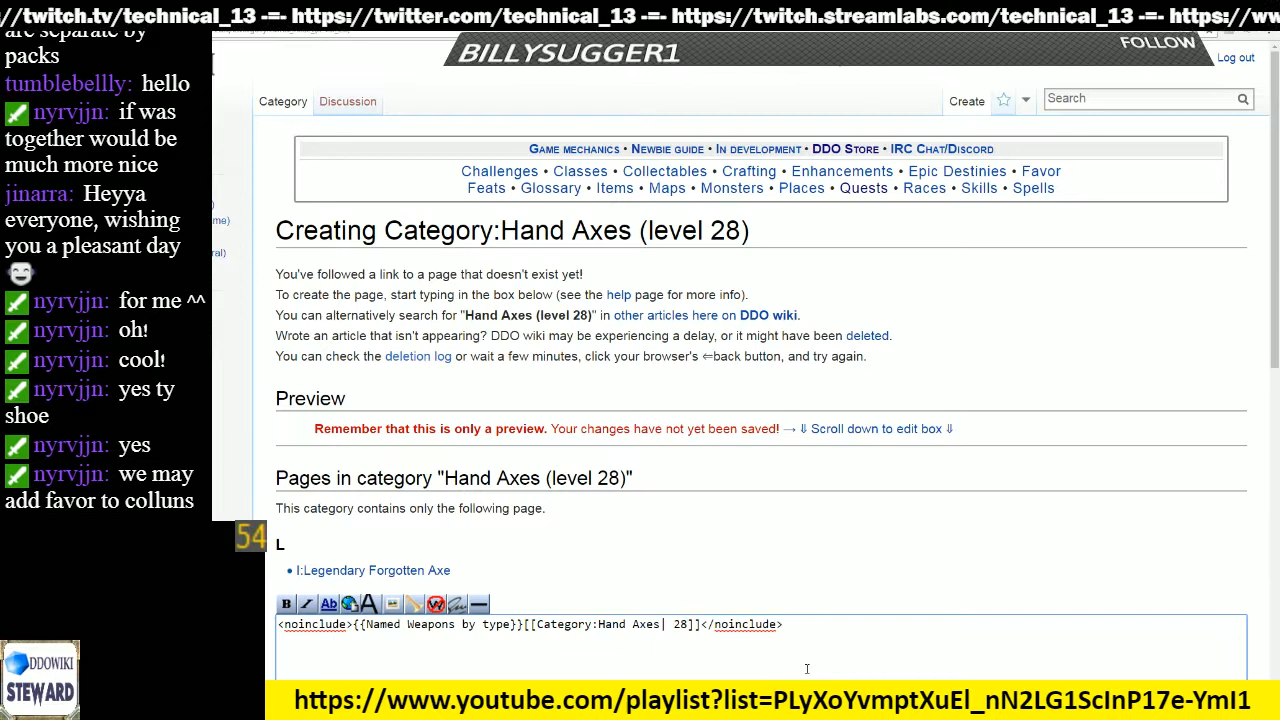 ://twitch.tv/technical_13 -=- https://twitter.com/technical_13 -=- https://twitch.streamlabs.com/technical_13 -=- https://ww
are separate by
packs
tumblebellly: hello
nyrvjjn: if was
together would be
much more nice
jinarra: Heyya
everyone, wishing
you a pleasant day
nyrvjjn: for me ^^
nyrvjjn: oh!
nyrvjjn: cool!
nyrvjjn: yes ty
shoe
nyrvjjn: yes
nyrvjjn: we may
add favor to colluns
54
DDOWIKI
STEWARD
BILLYSUGGER1
FOLLOW
Log out
Category
Discussion
Create
Search
Game mechanics • Newbie guide • In development • DDO Store • IRC Chat/Discord
Challenges • Classes • Collectables • Crafting • Enhancements • Epic Destinies • Favor
Feats • Glossary • Items • Maps • Monsters • Places • Quests • Races • Skills • Spells
me)
ral)
Creating Category:Hand Axes (level 28)
You've followed a link to a page that doesn't exist yet!
To create the page, start typing in the box below (see the help page for more info).
You can alternatively search for "Hand Axes (level 28)" in other articles here on DDO wiki.
Wrote an article that isn't appearing? DDO wiki may be experiencing a delay, or it might have been deleted.
You can check the deletion log or wait a few minutes, click your browser's ⇐back button, and try again.
Preview
Remember that this is only a preview. Your changes have not yet been saved! → ⇓ Scroll down to edit box ⇓
Pages in category "Hand Axes (level 28)"
This category contains only the following page.
L
• I:Legendary Forgotten Axe
B I Ab A W
<noinclude>{{Named Weapons by type}}[[Category:Hand Axes| 28]]</noinclude>
https://www.youtube.com/playlist?list=PLyXoYvmptXuEl_nN2LG1ScInP17e-YmI1